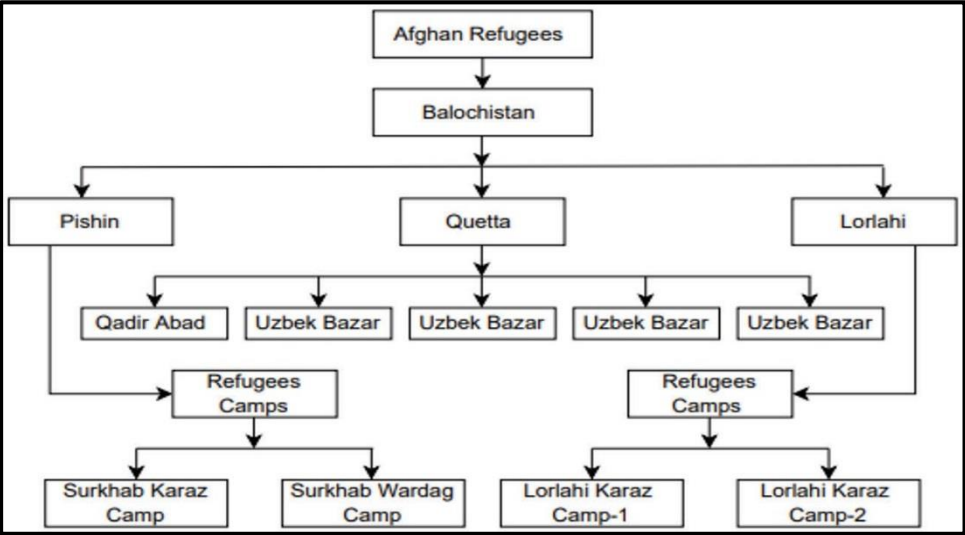 Afghan Refugees
Balochistan
Pishin
Quetta
Lorlahi
Qadir Abad
Uzbek Bazar
Uzbek Bazar
Uzbek Bazar
Uzbek Bazar
Refugees
Camps
Refugees
Camps
Surkhab Karaz
Camp
Surkhab Wardag
Camp
Lorlahi Karaz
Camp-1
Lorlahi Karaz
Camp-2